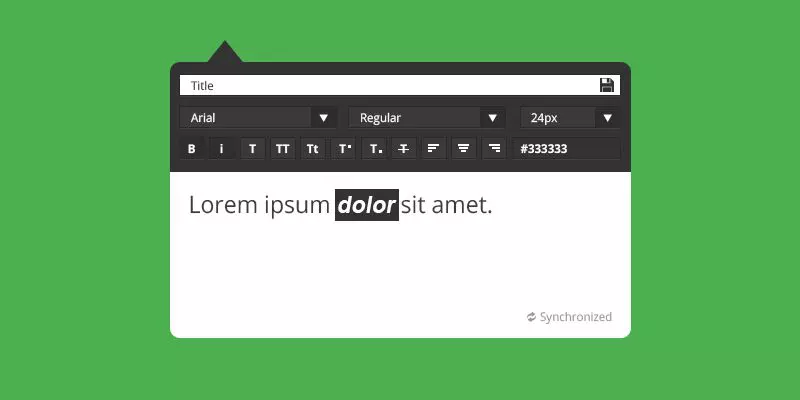 Title
Arial Regular 24px
B i T TT Tt T T T #333333
Lorem ipsum dolor sit amet.
Synchronized